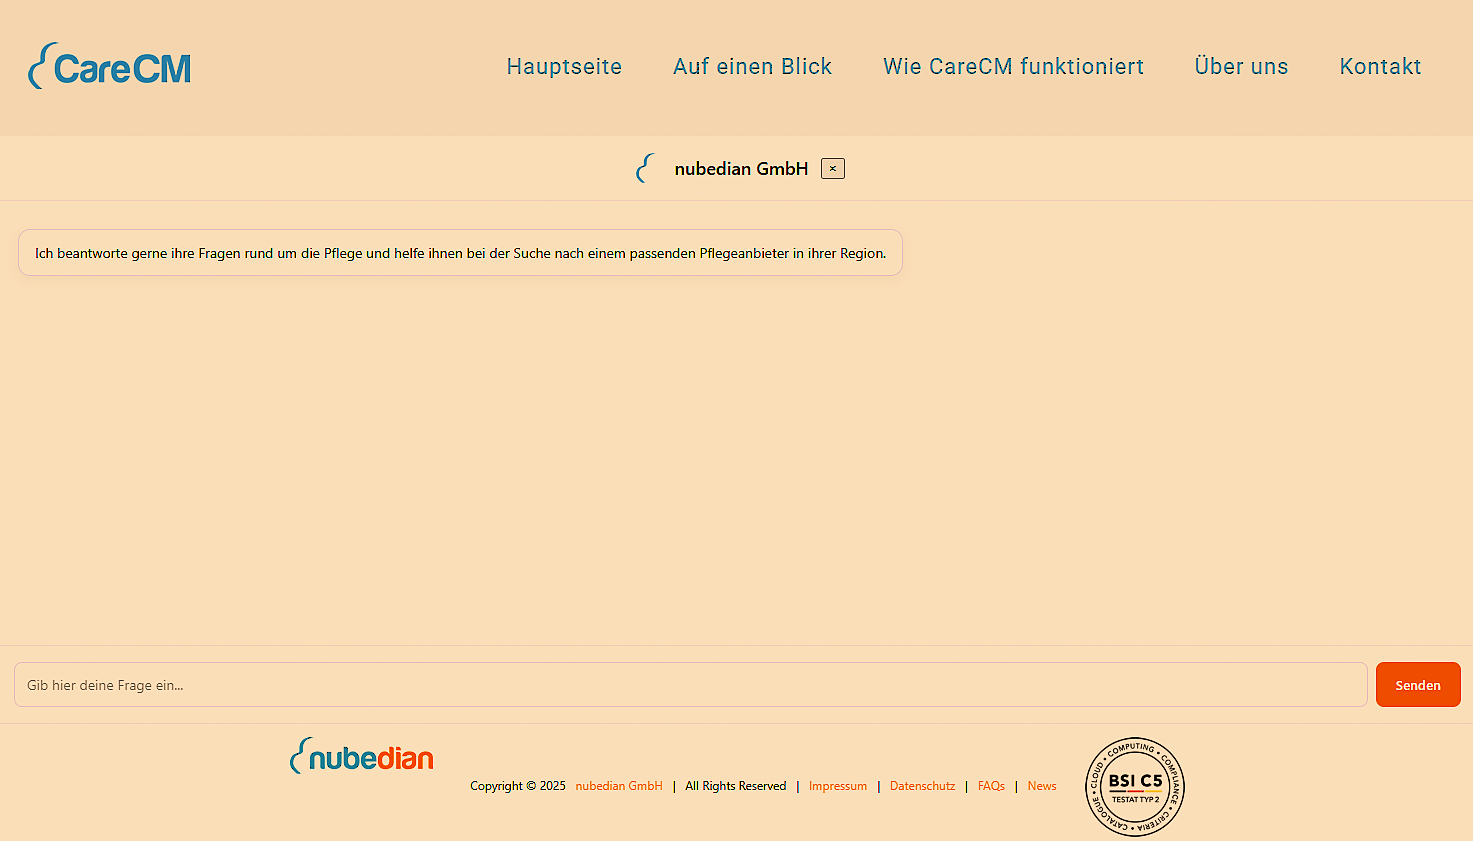 CareCM
Hauptseite
Auf einen Blick
Wie CareCM funktioniert
Über uns
Kontakt
nubedian GmbH
×
Ich beantworte gerne ihre Fragen rund um die Pflege und helfe ihnen bei der Suche nach einem passenden Pflegeanbieter in ihrer Region.
Gib hier deine Frage ein...
Senden
nubedian
Copyright © 2025 nubedian GmbH | All Rights Reserved | Impressum | Datenschutz | FAQs | News
CLOUD • COMPUTING • COMPLIANCE • CRITERIA • CATALOGUE •
BSI C5
TESTAT TYP 2